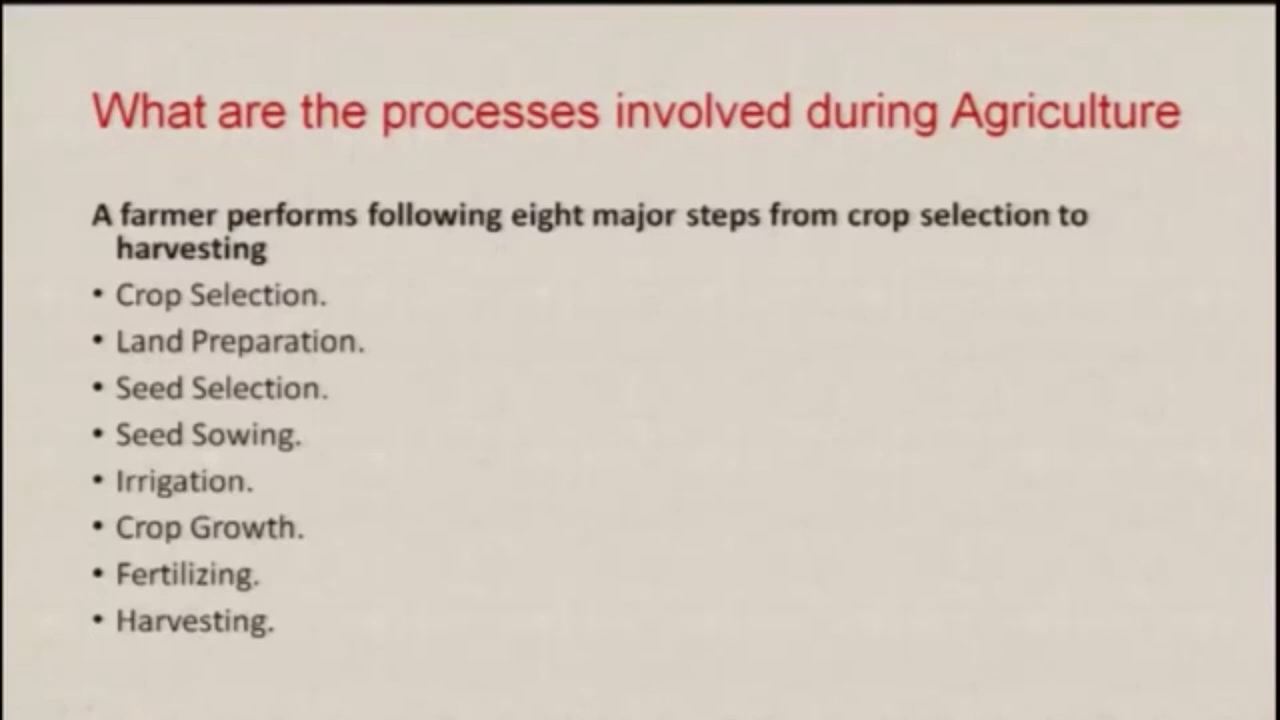 What are the processes involved during Agriculture
A farmer performs following eight major steps from crop selection to
harvesting
• Crop Selection.
• Land Preparation.
• Seed Selection.
• Seed Sowing.
• Irrigation.
• Crop Growth.
• Fertilizing.
• Harvesting.